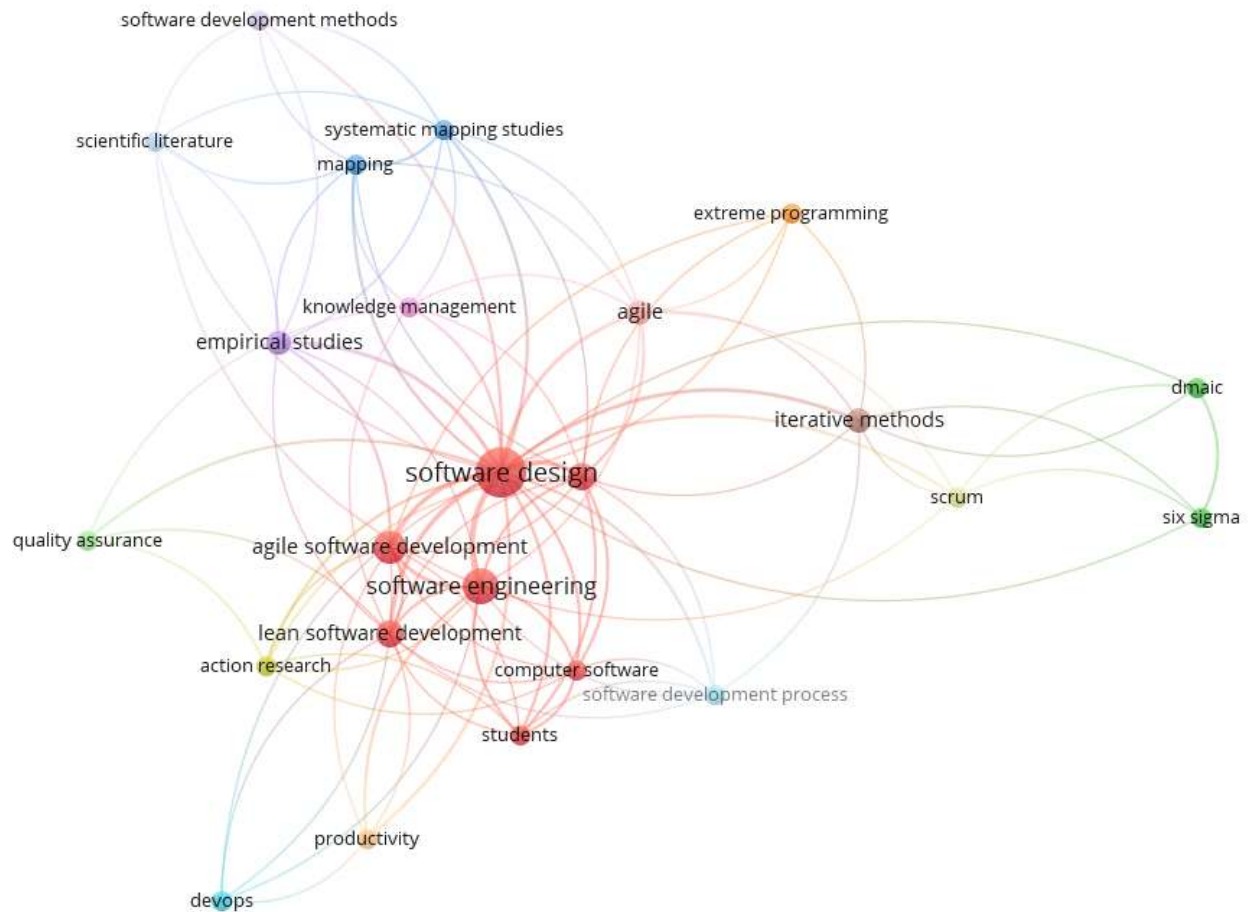 software development methods
systematic mapping studies
scientific literature
mapping
extreme programming
knowledge management
agile
empirical studies
dmaic
iterative methods
software design
scrum
six sigma
quality assurance
agile software development
software engineering
lean software development
action research
computer software
software development process
students
productivity
devops